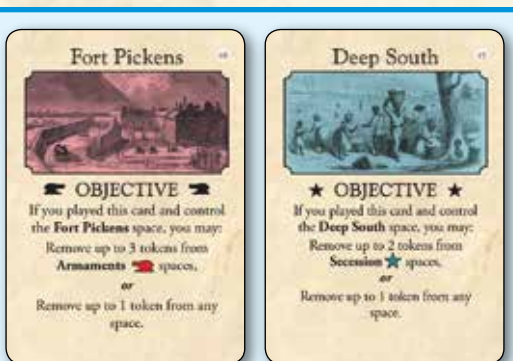 Fort Pickens
OBJECTIVE
If you played this card and control
the Fort Pickens space, you may:
Remove up to 3 tokens from
Armaments spaces,
or
Remove up to 1 token from any
space.
Deep South
OBJECTIVE
If you played this card and control
the Deep South space, you may:
Remove up to 2 tokens from
Secession spaces,
or
Remove up to 1 token from any
space.